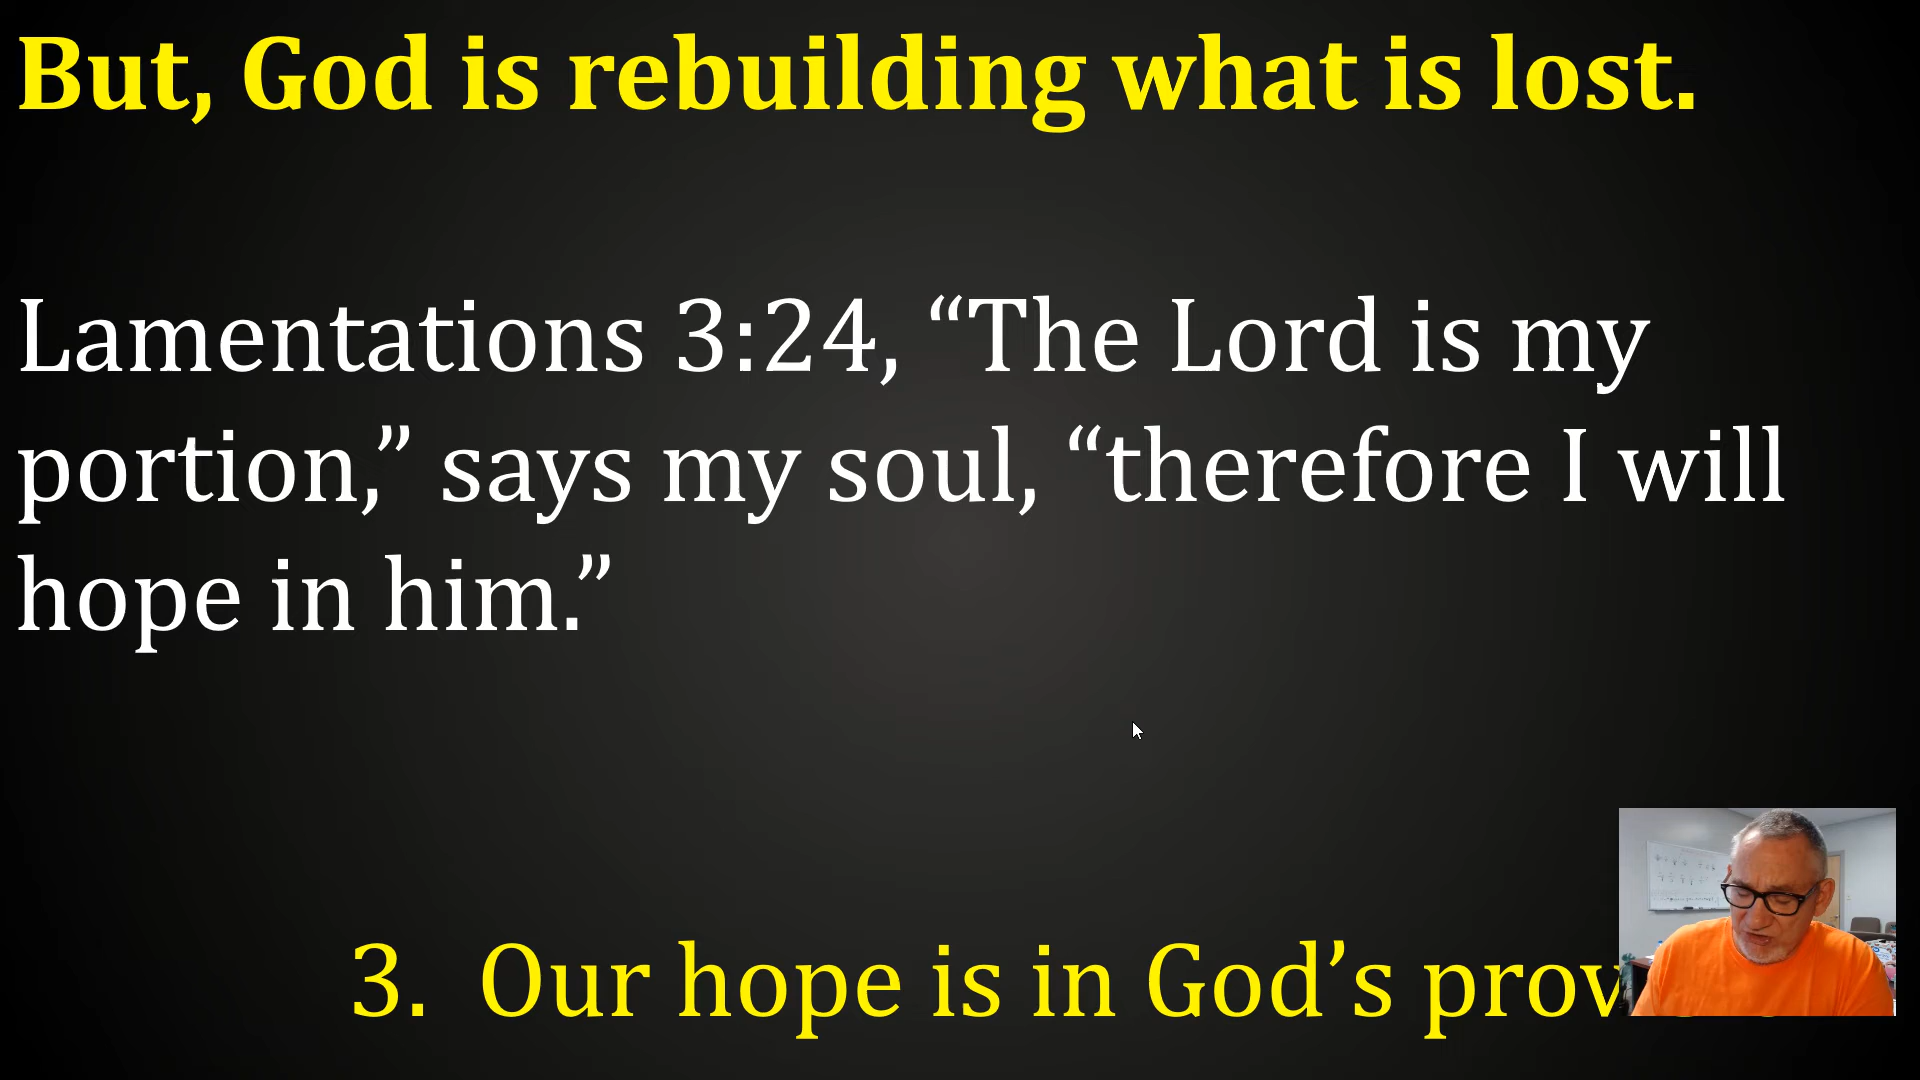 But, God is rebuilding what is lost.
Lamentations 3:24, “The Lord is my
portion,” says my soul, “therefore I will
hope in him.”
3. Our hope is in God’s